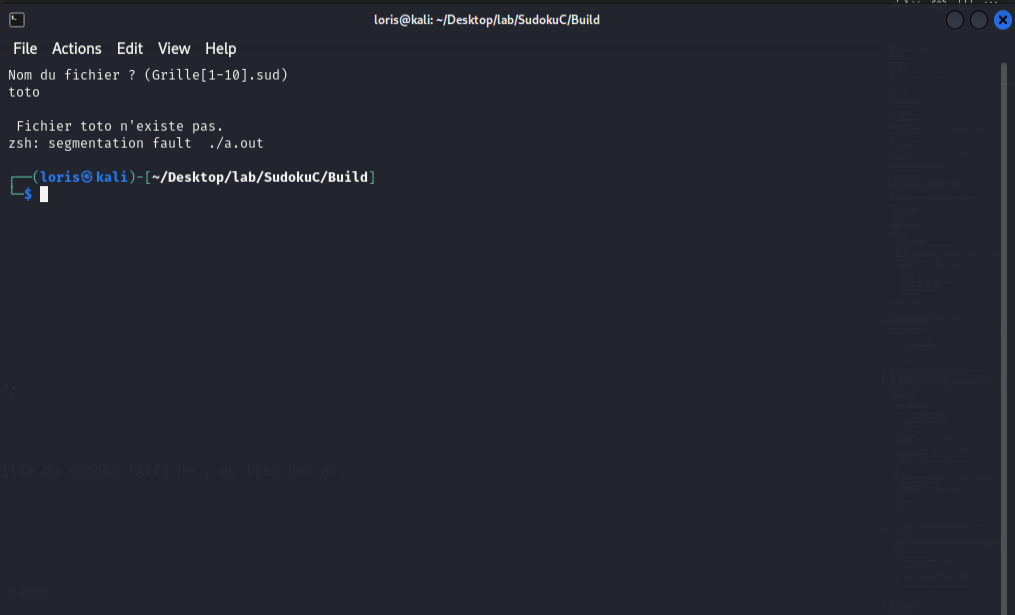 loris@kali: ~/Desktop/lab/SudokuC/Build
File Actions Edit View Help
Nom du fichier ? (Grille[1-10].sud)
toto
Fichier toto n'existe pas.
zsh: segmentation fault ./a.out
┌──(loris㉿kali)-[~/Desktop/lab/SudokuC/Build]
└─$